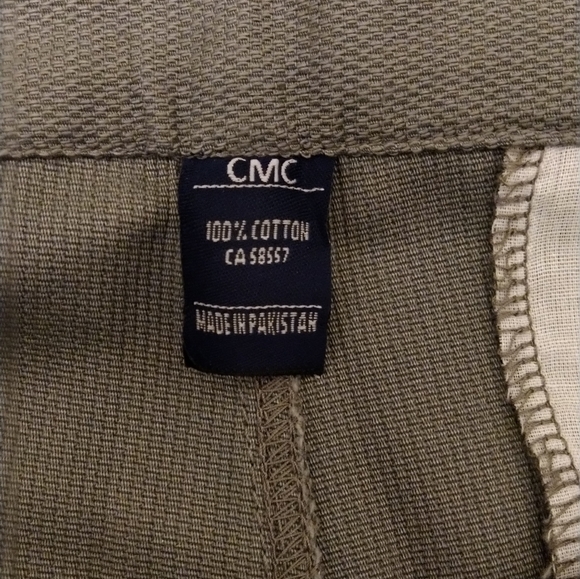 CMC
100% COTTON
CA 58557
MADE IN PAKISTAN